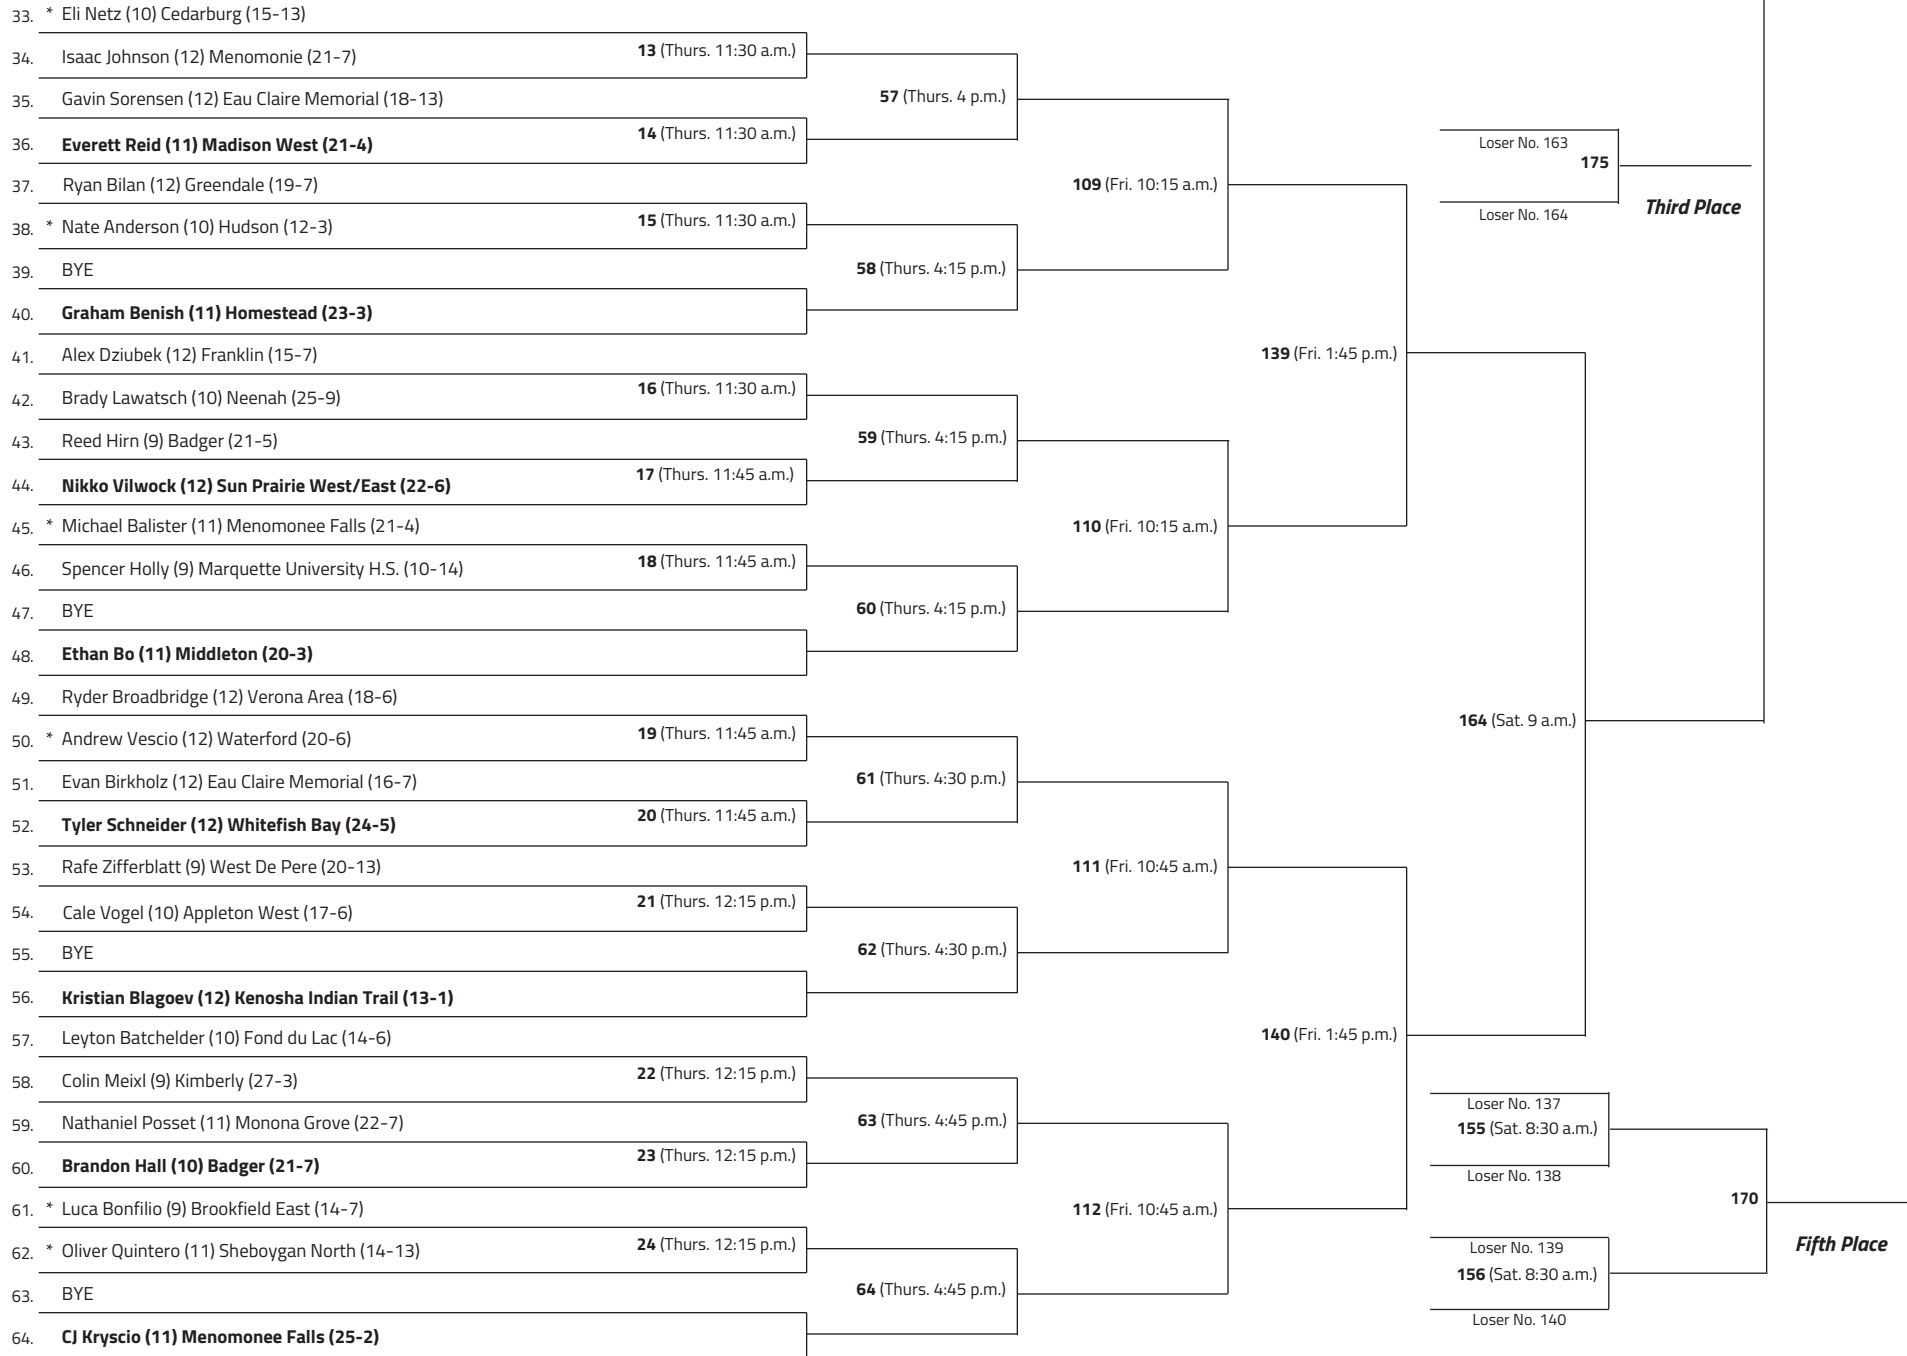 33. * Eli Netz (10) Cedarburg (15-13)
34. Isaac Johnson (12) Menomonie (21-7)
13 (Thurs. 11:30 a.m.)
35. Gavin Sorensen (12) Eau Claire Memorial (18-13)
57 (Thurs. 4 p.m.)
36. Everett Reid (11) Madison West (21-4)
14 (Thurs. 11:30 a.m.)
Loser No. 163
175
37. Ryan Bilan (12) Greendale (19-7)
109 (Fri. 10:15 a.m.)
Loser No. 164
Third Place
38. * Nate Anderson (10) Hudson (12-3)
15 (Thurs. 11:30 a.m.)
39. BYE
58 (Thurs. 4:15 p.m.)
40. Graham Benish (11) Homestead (23-3)
41. Alex Dziubek (12) Franklin (15-7)
139 (Fri. 1:45 p.m.)
42. Brady Lawatsch (10) Neenah (25-9)
16 (Thurs. 11:30 a.m.)
43. Reed Hirn (9) Badger (21-5)
59 (Thurs. 4:15 p.m.)
44. Nikko Vilwock (12) Sun Prairie West/East (22-6)
17 (Thurs. 11:45 a.m.)
45. * Michael Balister (11) Menomonee Falls (21-4)
110 (Fri. 10:15 a.m.)
46. Spencer Holly (9) Marquette University H.S. (10-14)
18 (Thurs. 11:45 a.m.)
47. BYE
60 (Thurs. 4:15 p.m.)
48. Ethan Bo (11) Middleton (20-3)
49. Ryder Broadbridge (12) Verona Area (18-6)
164 (Sat. 9 a.m.)
50. * Andrew Vescio (12) Waterford (20-6)
19 (Thurs. 11:45 a.m.)
51. Evan Birkholz (12) Eau Claire Memorial (16-7)
61 (Thurs. 4:30 p.m.)
52. Tyler Schneider (12) Whitefish Bay (24-5)
20 (Thurs. 11:45 a.m.)
53. Rafe Zifferblatt (9) West De Pere (20-13)
111 (Fri. 10:45 a.m.)
54. Cale Vogel (10) Appleton West (17-6)
21 (Thurs. 12:15 p.m.)
55. BYE
62 (Thurs. 4:30 p.m.)
56. Kristian Blagoev (12) Kenosha Indian Trail (13-1)
57. Leyton Batchelder (10) Fond du Lac (14-6)
140 (Fri. 1:45 p.m.)
58. Colin Meixl (9) Kimberly (27-3)
22 (Thurs. 12:15 p.m.)
Loser No. 137
59. Nathaniel Posset (11) Monona Grove (22-7)
63 (Thurs. 4:45 p.m.)
155 (Sat. 8:30 a.m.)
60. Brandon Hall (10) Badger (21-7)
23 (Thurs. 12:15 p.m.)
Loser No. 138
61. * Luca Bonfilio (9) Brookfield East (14-7)
112 (Fri. 10:45 a.m.)
170
62. * Oliver Quintero (11) Sheboygan North (14-13)
24 (Thurs. 12:15 p.m.)
Loser No. 139
Fifth Place
63. BYE
64 (Thurs. 4:45 p.m.)
156 (Sat. 8:30 a.m.)
Loser No. 140
64. CJ Kryscio (11) Menomonee Falls (25-2)